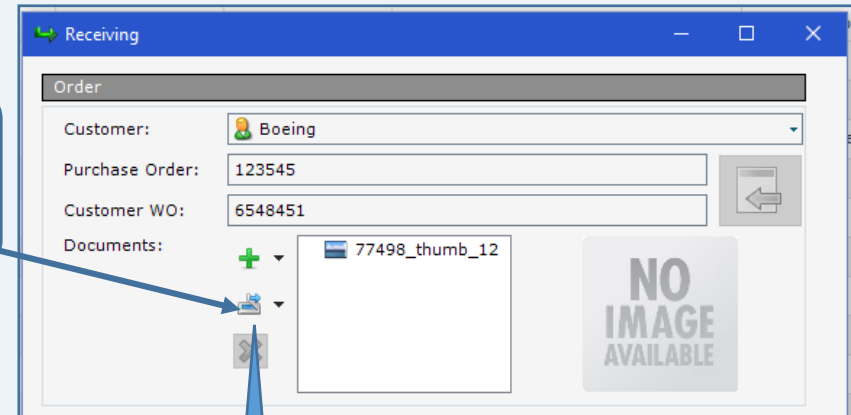 Receiving
Order
Customer: Boeing
Purchase Order: 123545
Customer WO: 6548451
Documents: 77498_thumb_12
NO
IMAGE
AVAILABLE